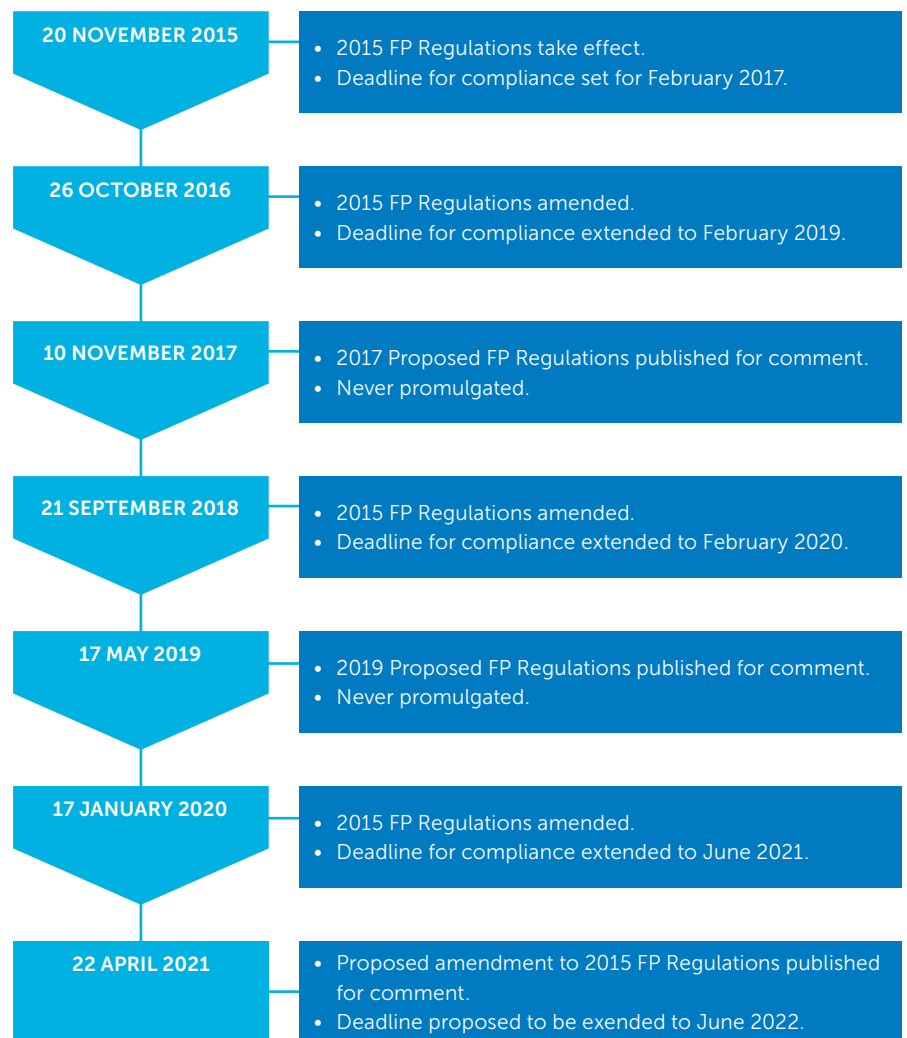 20 NOVEMBER 2015
• 2015 FP Regulations take effect.
• Deadline for compliance set for February 2017.
26 OCTOBER 2016
• 2015 FP Regulations amended.
• Deadline for compliance extended to February 2019.
10 NOVEMBER 2017
• 2017 Proposed FP Regulations published for comment.
• Never promulgated.
21 SEPTEMBER 2018
• 2015 FP Regulations amended.
• Deadline for compliance extended to February 2020.
17 MAY 2019
• 2019 Proposed FP Regulations published for comment.
• Never promulgated.
17 JANUARY 2020
• 2015 FP Regulations amended.
• Deadline for compliance extended to June 2021.
22 APRIL 2021
• Proposed amendment to 2015 FP Regulations published
for comment.
• Deadline proposed to be exended to June 2022.